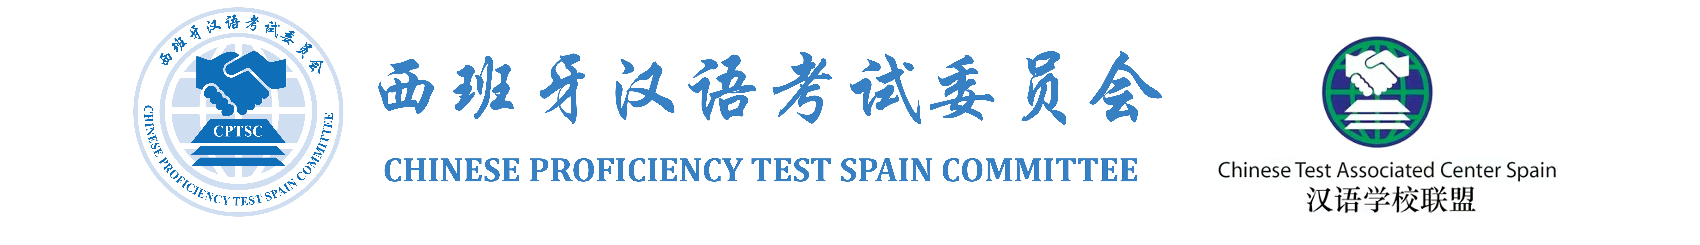 西班牙汉语考试委员会
CPTSC
CHINESE PROFICIENCY TEST SPAIN COMMITTEE
西班牙汉语考试委员会
CHINESE PROFICIENCY TEST SPAIN COMMITTEE
Chinese Test Associated Center Spain
汉语学校联盟